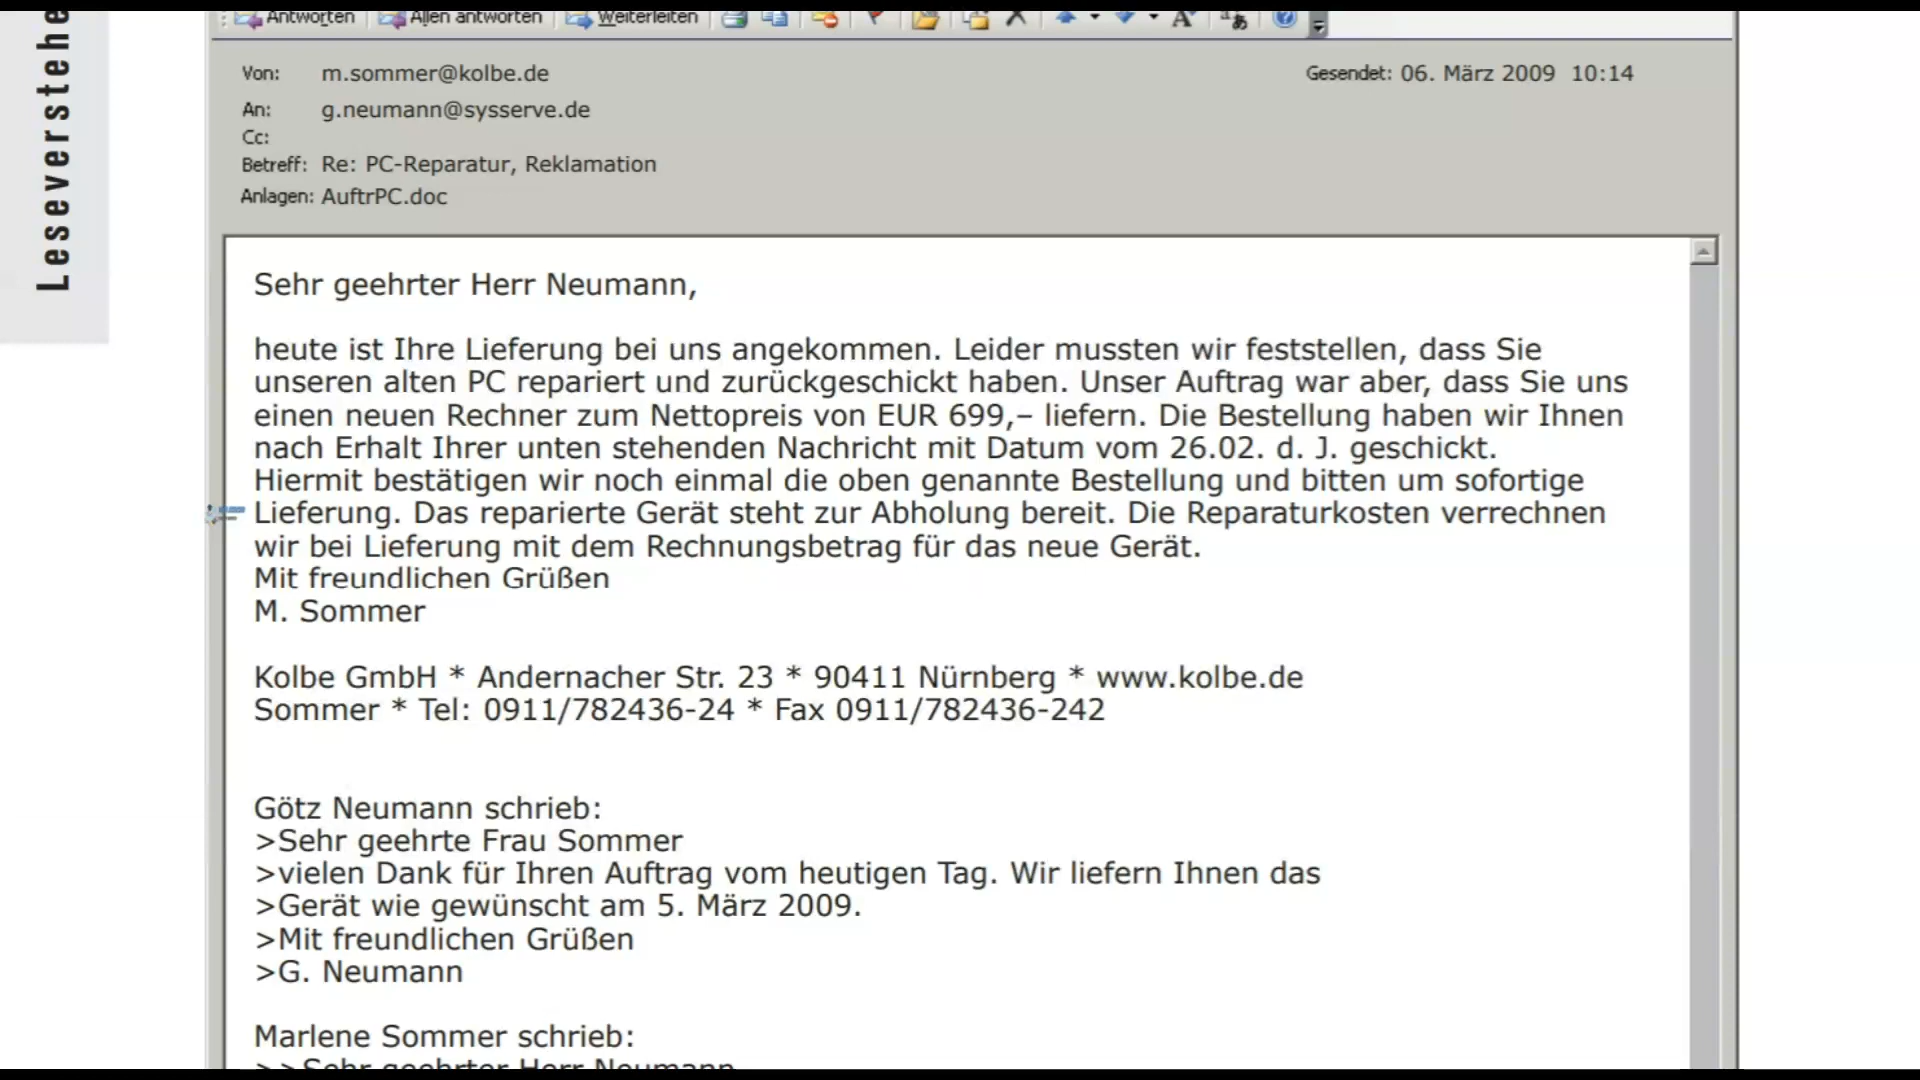 Leseverstehe
Antworten Allen antworten Weiterleiten
Von: m.sommer@kolbe.de Gesendet: 06. März 2009 10:14
An: g.neumann@sysserve.de
Cc:
Betreff: Re: PC-Reparatur, Reklamation
Anlagen: AuftrPC.doc
Sehr geehrter Herr Neumann,
heute ist Ihre Lieferung bei uns angekommen. Leider mussten wir feststellen, dass Sie
unseren alten PC repariert und zurückgeschickt haben. Unser Auftrag war aber, dass Sie uns
einen neuen Rechner zum Nettopreis von EUR 699,– liefern. Die Bestellung haben wir Ihnen
nach Erhalt Ihrer unten stehenden Nachricht mit Datum vom 26.02. d. J. geschickt.
Hiermit bestätigen wir noch einmal die oben genannte Bestellung und bitten um sofortige
Lieferung. Das reparierte Gerät steht zur Abholung bereit. Die Reparaturkosten verrechnen
wir bei Lieferung mit dem Rechnungsbetrag für das neue Gerät.
Mit freundlichen Grüßen
M. Sommer
Kolbe GmbH * Andernacher Str. 23 * 90411 Nürnberg * www.kolbe.de
Sommer * Tel: 0911/782436-24 * Fax 0911/782436-242
Götz Neumann schrieb:
>Sehr geehrte Frau Sommer
>vielen Dank für Ihren Auftrag vom heutigen Tag. Wir liefern Ihnen das
>Gerät wie gewünscht am 5. März 2009.
>Mit freundlichen Grüßen
>G. Neumann
Marlene Sommer schrieb:
>>Sehr geehrter Herr Neumann